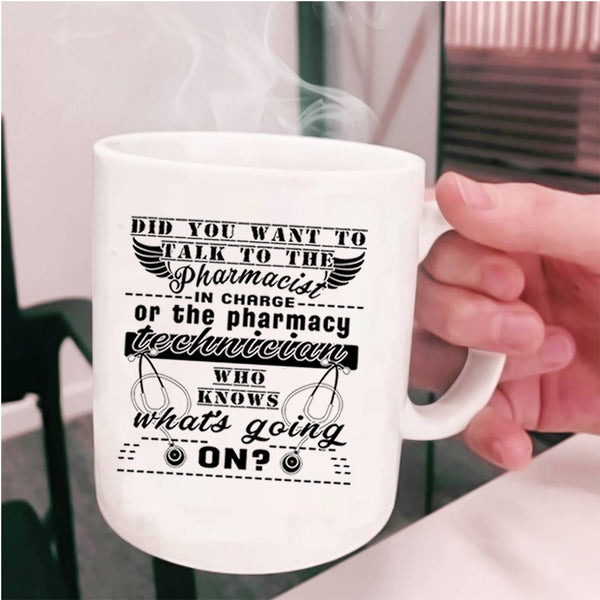 DID YOU WANT TO
TALK TO THE
Pharmacist
IN CHARGE
or the pharmacy
technician
WHO
KNOWS
what's going
ON?